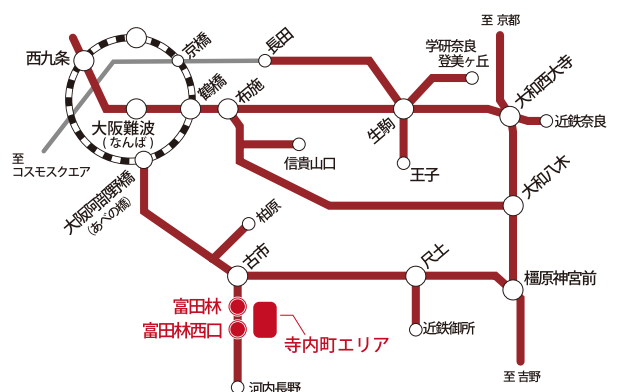 至 京都
学研奈良
登美ヶ丘
西九条
京橋
長田
鶴橋
布施
大和西大寺
近鉄奈良
大阪難波
(なんば)
生駒
至
コスモスクエア
信貴山口
王子
大和八木
大阪阿部野橋
(あべの橋)
柏原
古市
尺土
橿原神宮前
富田林
富田林西口
寺内町エリア
近鉄御所
至 吉野
河内長野